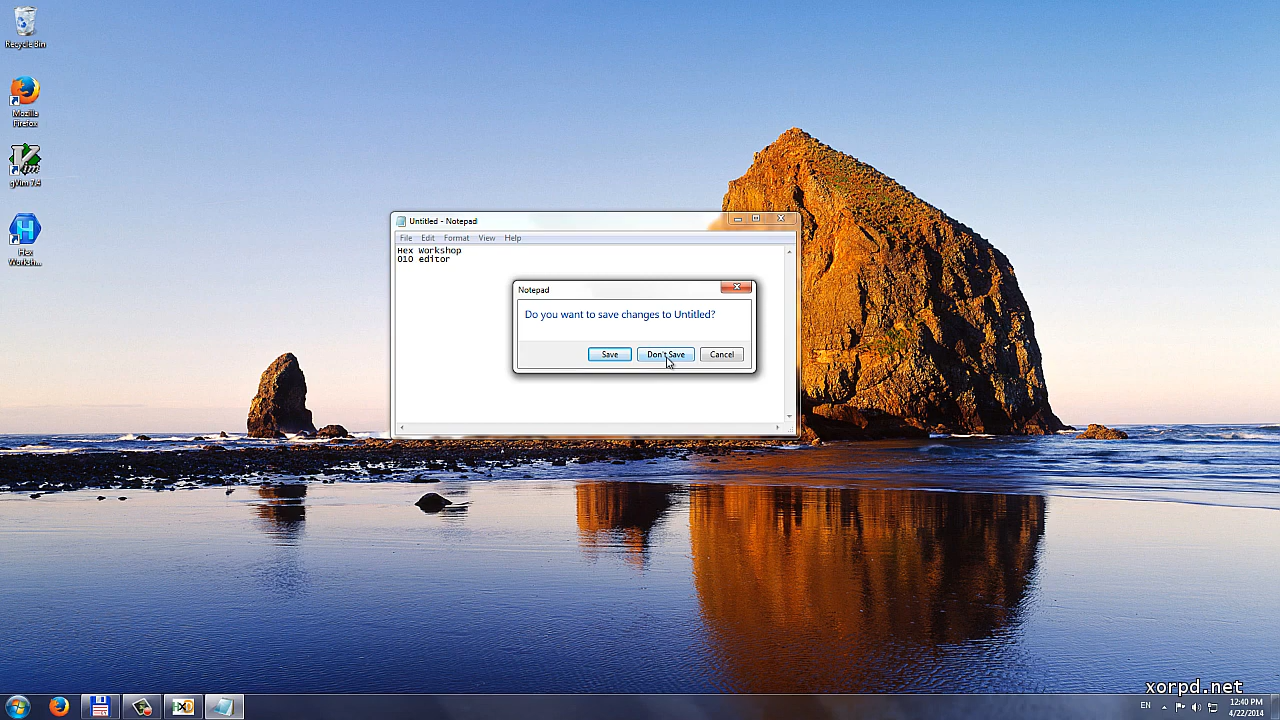 Recycle Bin
Mozilla
Firefox
gVim 7.4
Hex
Worksh...
Untitled - Notepad
File Edit Format View Help
Hex Workshop
010 editor
Notepad
Do you want to save changes to Untitled?
Save Don't Save Cancel
xorpd.net
EN
12:40 PM
4/22/2014